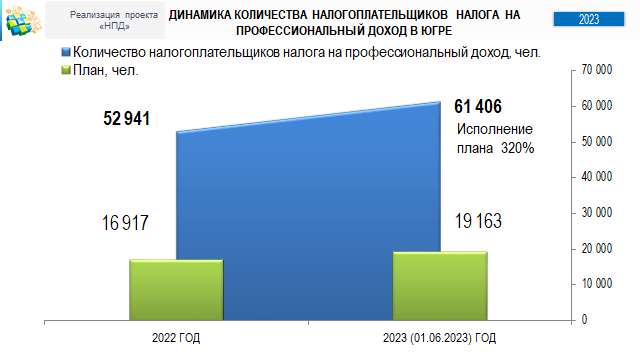 Реализация проекта
«НПД»
ДИНАМИКА КОЛИЧЕСТВА НАЛОГОПЛАТЕЛЬЩИКОВ НАЛОГА НА
ПРОФЕССИОНАЛЬНЫЙ ДОХОД В ЮГРЕ
2023
Количество налогоплательщиков налога на профессиональный доход, чел.
План, чел.
70 000
60 000
50 000
40 000
30 000
20 000
10 000
0
52 941
61 406
Исполнение
плана 320%
16 917
19 163
2022 ГОД
2023 (01.06.2023) ГОД